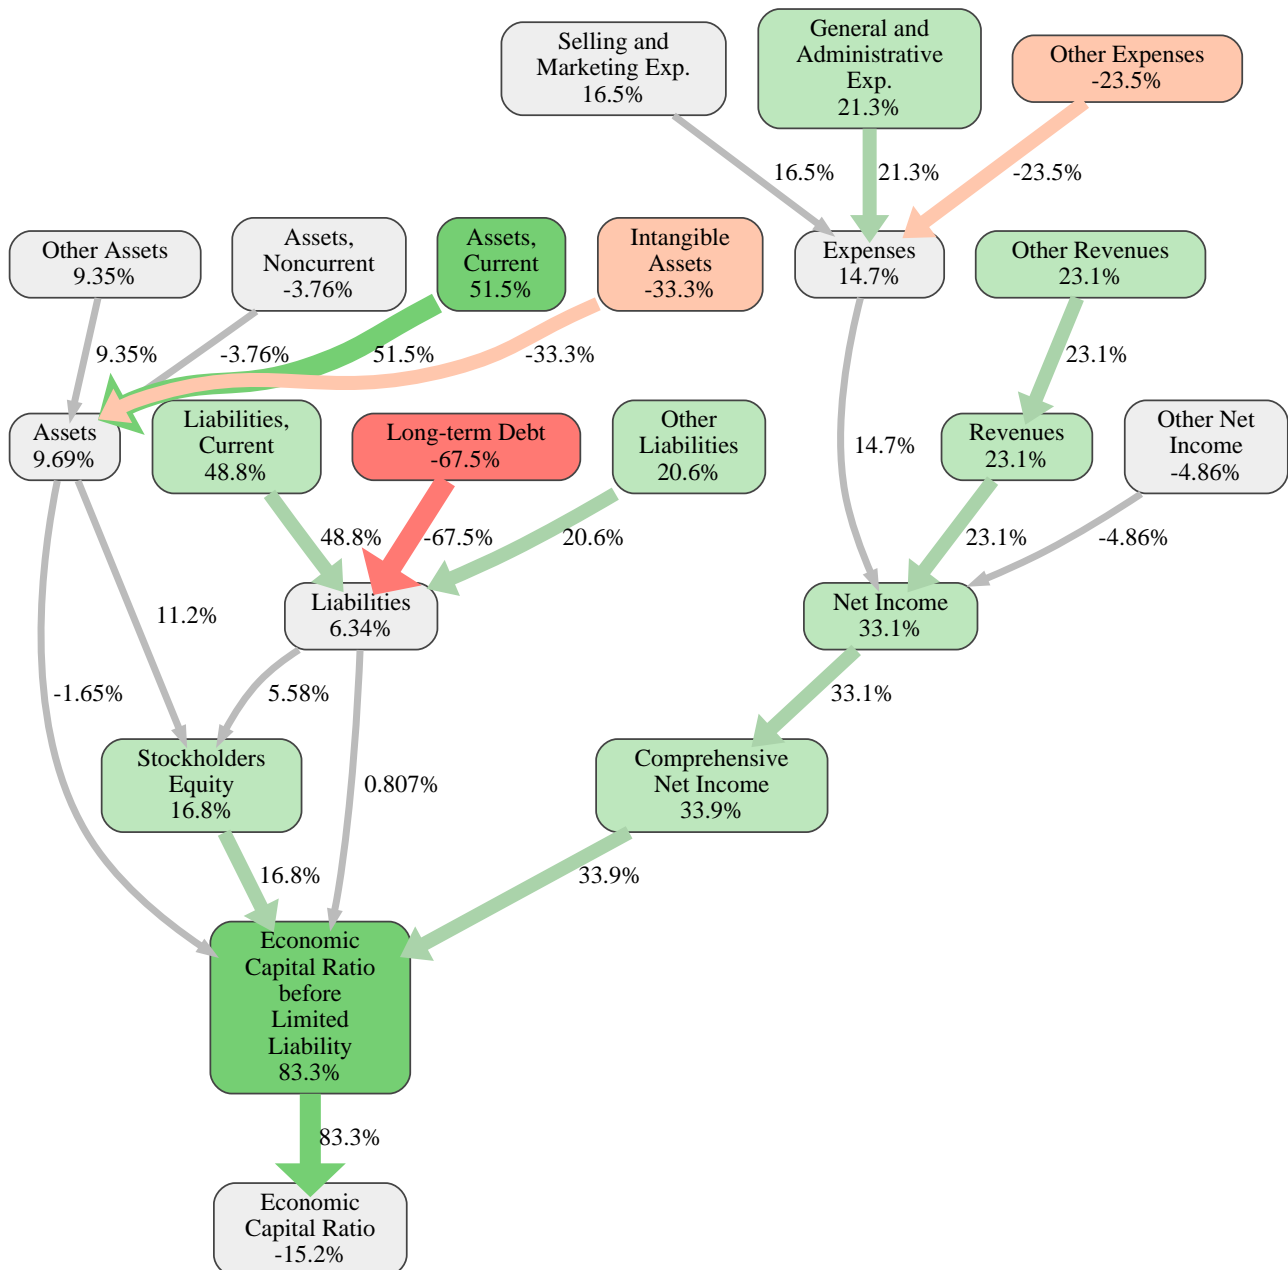 Selling and
Marketing Exp.
16.5%
General and
Administrative
Exp.
21.3%
Other Expenses
-23.5%
16.5%
21.3%
-23.5%
Other Assets
9.35%
Assets,
Noncurrent
-3.76%
Assets,
Current
51.5%
Intangible
Assets
-33.3%
Expenses
14.7%
Other Revenues
23.1%
9.35%
-3.76%
51.5%
-33.3%
23.1%
Assets
9.69%
Liabilities,
Current
48.8%
Long-term Debt
-67.5%
Other
Liabilities
20.6%
14.7%
Revenues
23.1%
Other Net
Income
-4.86%
48.8%
-67.5%
20.6%
23.1%
-4.86%
11.2%
Liabilities
6.34%
Net Income
33.1%
-1.65%
5.58%
33.1%
Stockholders
Equity
16.8%
0.807%
Comprehensive
Net Income
33.9%
16.8%
33.9%
Economic
Capital Ratio
before
Limited
Liability
83.3%
83.3%
Economic
Capital Ratio
-15.2%